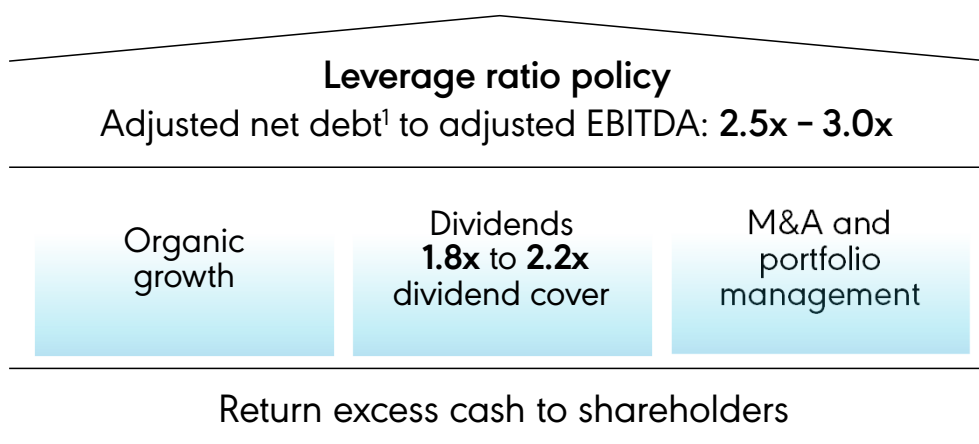 Leverage ratio policy
Adjusted net debt¹ to adjusted EBITDA: 2.5x – 3.0x
Organic
growth
Dividends
1.8x to 2.2x
dividend cover
M&A and
portfolio
management
Return excess cash to shareholders